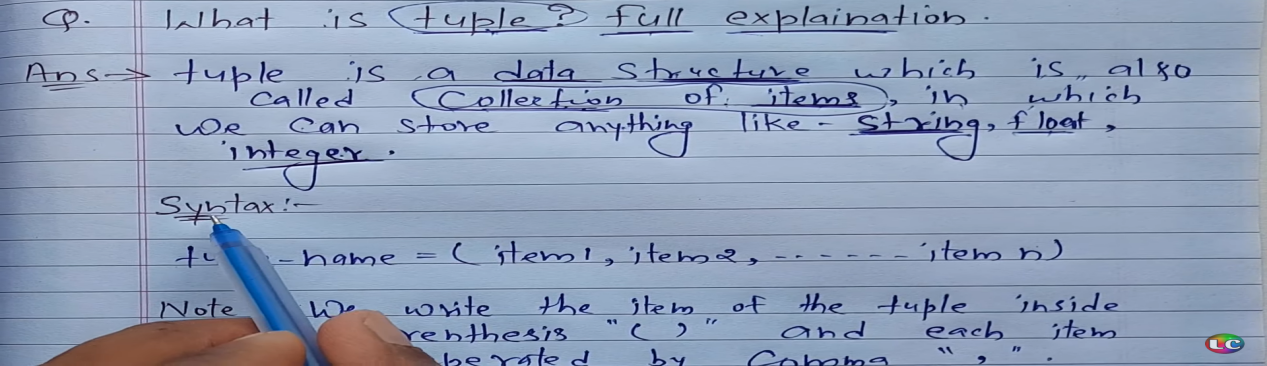 Q. What is tuple? full explaination.
Ans→ tuple is a data structure which is also
called Collection of items, in which
we can store anything like - string, float,
integer.
Syntax:-
-name = (item1, item2, ------- item n)
Note We write the item of the tuple inside
"( )" and each item
by Comma ",".
LC